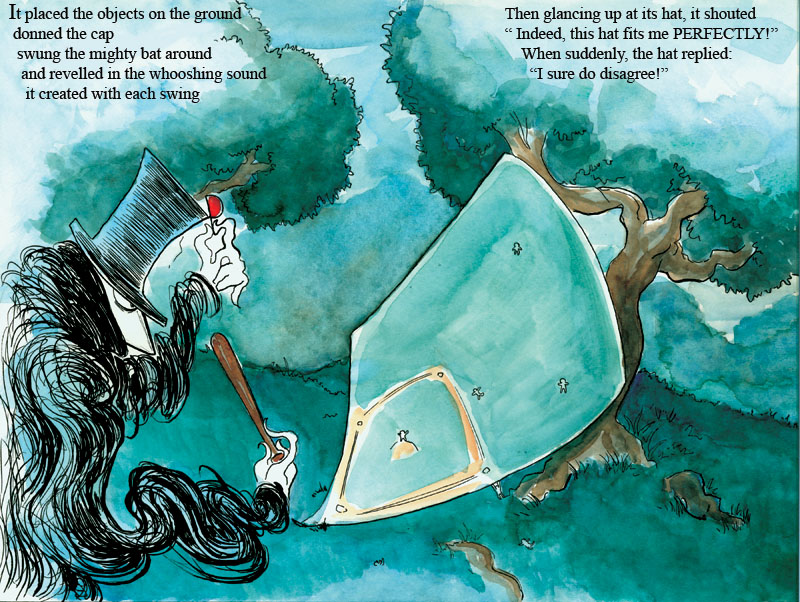 It placed the objects on the ground
donned the cap
swung the mighty bat around
and revelled in the whooshing sound
it created with each swing
Then glancing up at its hat, it shouted
“ Indeed, this hat fits me PERFECTLY!”
When suddenly, the hat replied:
“I sure do disagree!”